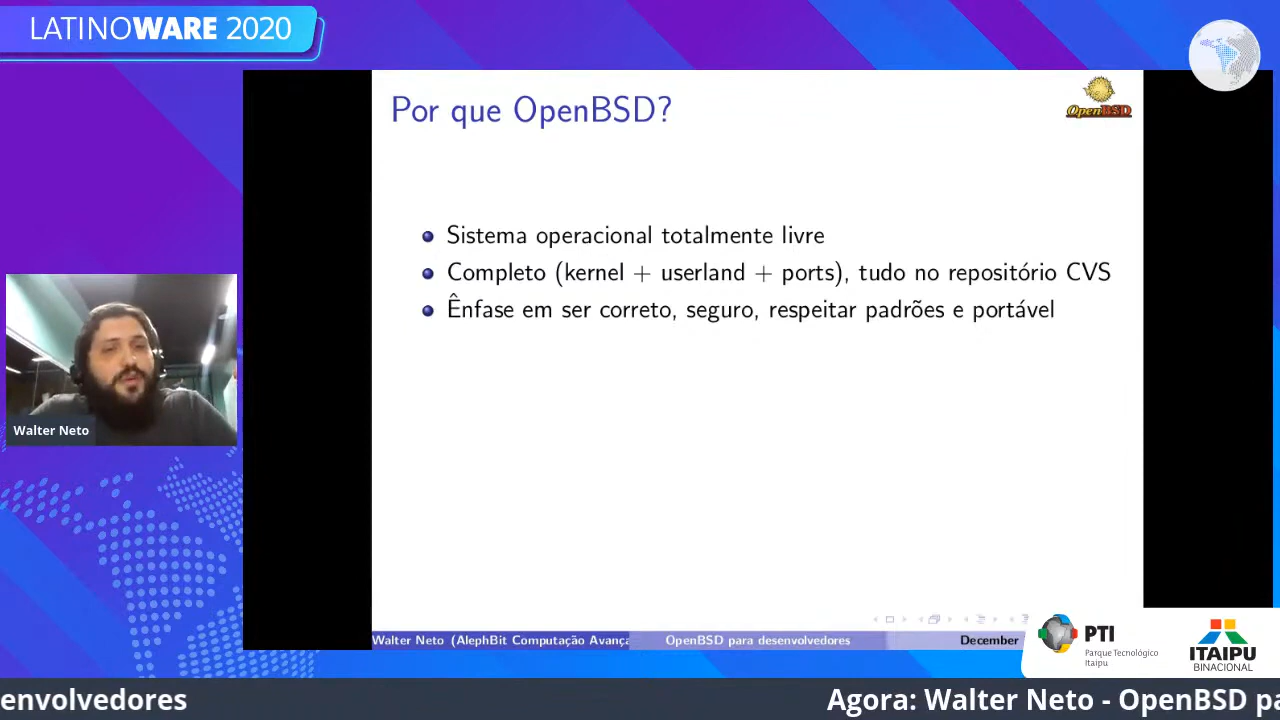 LATINOWARE 2020
Por que OpenBSD?
OpenBSD
Sistema operacional totalmente livre
Completo (kernel + userland + ports), tudo no repositório CVS
Ênfase em ser correto, seguro, respeitar padrões e portável
Walter Neto
Walter Neto (AlephBit Computação Avança
OpenBSD para desenvolvedores
December
PTI
Parque Tecnológico
Itaipu
ITAIPU
BINACIONAL
envolvedores
Agora: Walter Neto - OpenBSD pa